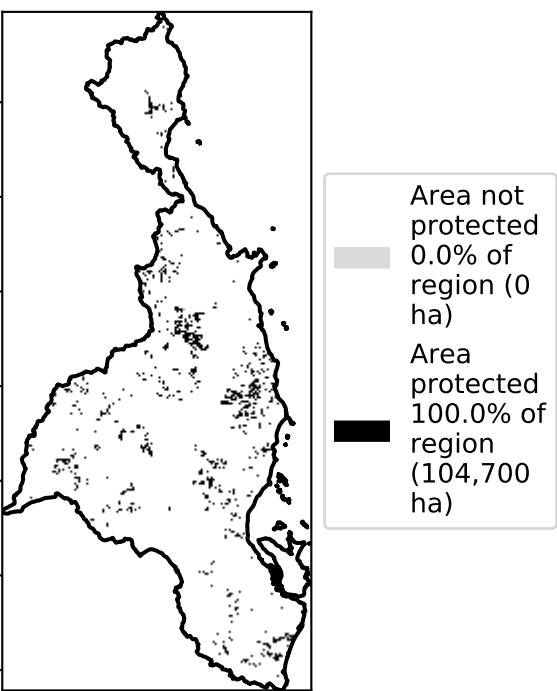 Area not
protected
0.0% of
region (0
ha)
Area
protected
100.0% of
region
(104,700
ha)